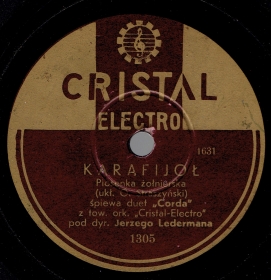 CRISTAL
ELECTRO
1631
KARAFIJOŁ
Piosenka żołnierska
(ukł.
śpiewa duet „Corda"
z tow. ork. „Cristal-Electro"
pod dyr. Jerzego Ledermana
1305